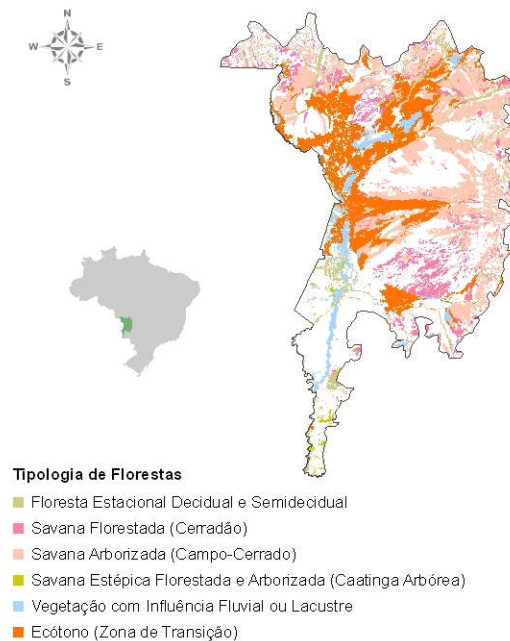 N
W E
S
Tipologia de Florestas
Floresta Estacional Decidual e Semidecidual
Savana Florestada (Cerradão)
Savana Arborizada (Campo-Cerrado)
Savana Estépica Florestada e Arborizada (Caatinga Arbórea)
Vegetação com Influência Fluvial ou Lacustre
Ecótono (Zona de Transição)